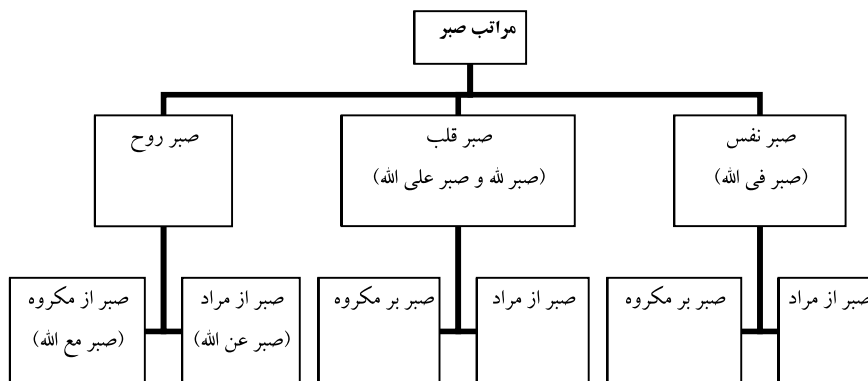 مراتب صبر
صبر نفس
(صبر فی الله)
صبر قلب
(صبر لله و صبر علی الله)
صبر روح
صبر از مراد
صبر بر مکروه
صبر از مراد
صبر بر مکروه
صبر از مراد
(صبر عن الله)
صبر از مکروه
(صبر مع الله)